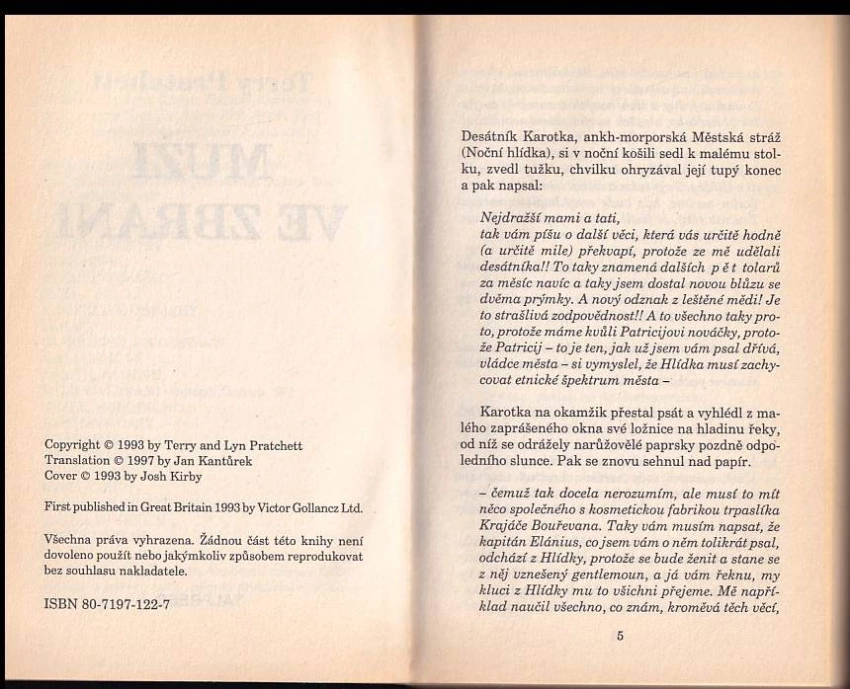 Copyright © 1993 by Terry and Lyn Pratchett
Translation © 1997 by Jan Kantůrek
Cover © 1993 by Josh Kirby
First published in Great Britain 1993 by Victor Gollancz Ltd.
Všechna práva vyhrazena. Žádnou část této knihy není
dovoleno použít nebo jakýmkoliv způsobem reprodukovat
bez souhlasu nakladatele.
ISBN 80-7197-122-7
Desátník Karotka, ankh-morporská Městská stráž
(Noční hlídka), si v noční košili sedl k malému stol-
ku, zvedl tužku, chvilku ohryzával její tupý konec
a pak napsal:
Nejdražší mami a tati,
tak vám píšu o další věci, která vás určitě hodně
(a určitě mile) překvapí, protože ze mě udělali
desátníka!! To taky znamená dalších p ě t tolarů
za měsíc navíc a taky jsem dostal novou blůzu se
dvěma prýmky. A nový odznak z leštěné mědi! Je
to strašlivá zodpovědnost!! A to všechno taky pro-
to, protože máme kvůli Patricijovi nováčky, proto-
že Patricij – to je ten, jak už jsem vám psal dřívá,
vládce města – si vymyslel, že Hlídka musí zachy-
covat etnické špektrum města –
Karotka na okamžik přestal psát a vyhlédl z ma-
lého zaprášeného okna své ložnice na hladinu řeky,
od níž se odrážely narůžovělé paprsky pozdně odpo-
ledního slunce. Pak se znovu sehnul nad papír.
– čemuž tak docela nerozumím, ale musí to mít
něco společného s kosmetickou fabrikou trpaslíka
Krajáče Bouřevana. Taky vám musím napsat, že
kapitán Elánius, co jsem vám o něm tolikrát psal,
odchází z Hlídky, protože se bude ženit a stane se
z něj vznešený gentlemoun, a já vám řeknu, my
kluci z Hlídky mu to všichni přejeme. Mě napří-
klad naučil všechno, co znám, kroměvá těch věcí,
5